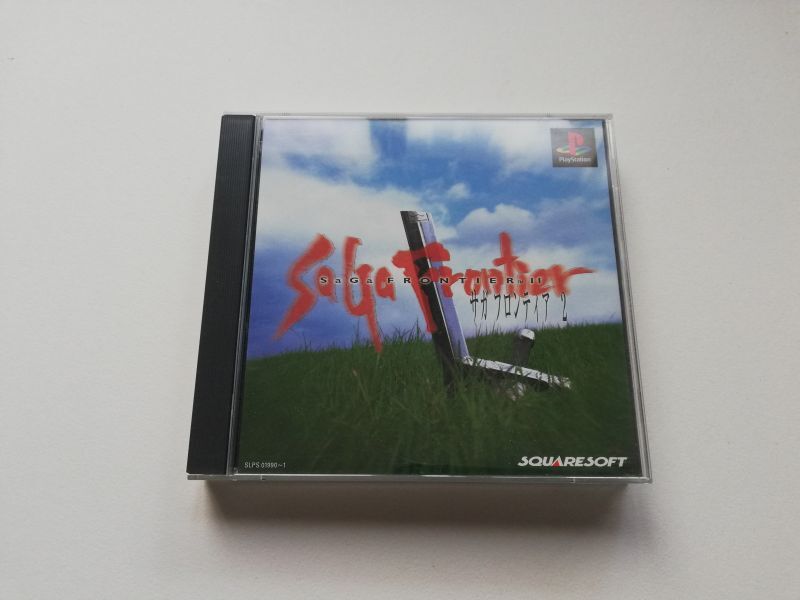 PlayStation
SaGa Frontier
SaGa FRONTIER II
サガ フロンティア 2
SLPS 01990~1
SQUARESOFT